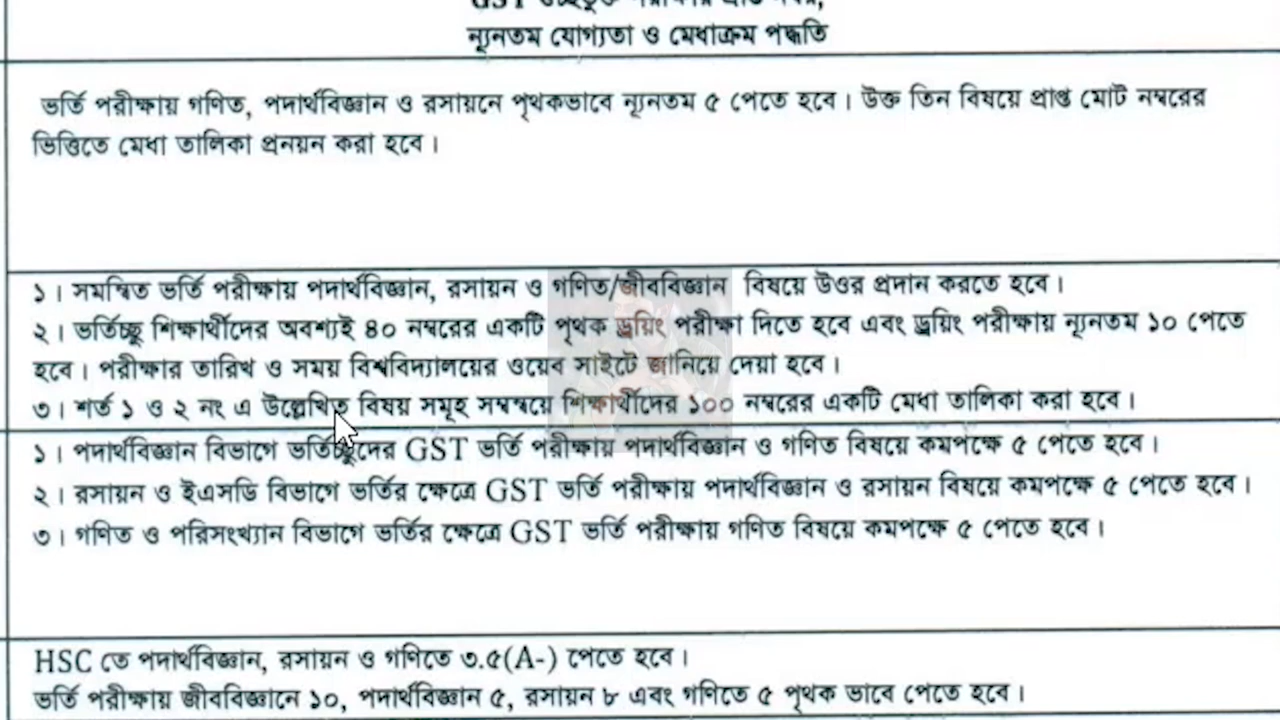 GST
ন্যূনতম যোগ্যতা ও মেধাক্রম পদ্ধতি
ভর্তি পরীক্ষায় গণিত, পদার্থবিজ্ঞান ও রসায়নে পৃথকভাবে ন্যূনতম ৫ পেতে হবে। উক্ত তিন বিষয়ে প্রাপ্ত মোট নম্বরের
ভিত্তিতে মেধা তালিকা প্রনয়ন করা হবে।
১। সমন্বিত ভর্তি পরীক্ষায় পদার্থবিজ্ঞান, রসায়ন ও গণিত/জীববিজ্ঞান বিষয়ে উওর প্রদান করতে হবে।
২। ভর্তিচ্ছু শিক্ষার্থীদের অবশ্যই ৪০ নম্বরের একটি পৃথক ড্রয়িং পরীক্ষা দিতে হবে এবং ড্রয়িং পরীক্ষায় ন্যূনতম ১০ পেতে
হবে। পরীক্ষার তারিখ ও সময় বিশ্ববিদ্যালয়ের ওয়েব সাইটে জানিয়ে দেয়া হবে।
৩। শর্ত ১ ও ২ নং এ উল্লেখিত বিষয় সমূহ সমন্বয়ে শিক্ষার্থীদের ১০০ নম্বরের একটি মেধা তালিকা করা হবে।
১। পদার্থবিজ্ঞান বিভাগে ভর্তিচ্ছুদের GST ভর্তি পরীক্ষায় পদার্থবিজ্ঞান ও গণিত বিষয়ে কমপক্ষে ৫ পেতে হবে।
২। রসায়ন ও ইএসডি বিভাগে ভর্তির ক্ষেত্রে GST ভর্তি পরীক্ষায় পদার্থবিজ্ঞান ও রসায়ন বিষয়ে কমপক্ষে ৫ পেতে হবে।
৩। গণিত ও পরিসংখ্যান বিভাগে ভর্তির ক্ষেত্রে GST ভর্তি পরীক্ষায় গণিত বিষয়ে কমপক্ষে ৫ পেতে হবে।
HSC তে পদার্থবিজ্ঞান, রসায়ন ও গণিতে ৩.৫(A-) পেতে হবে।
ভর্তি পরীক্ষায় জীববিজ্ঞানে ১০, পদার্থবিজ্ঞান ৫, রসায়ন ৮ এবং গণিতে ৫ পৃথক ভাবে পেতে হবে।